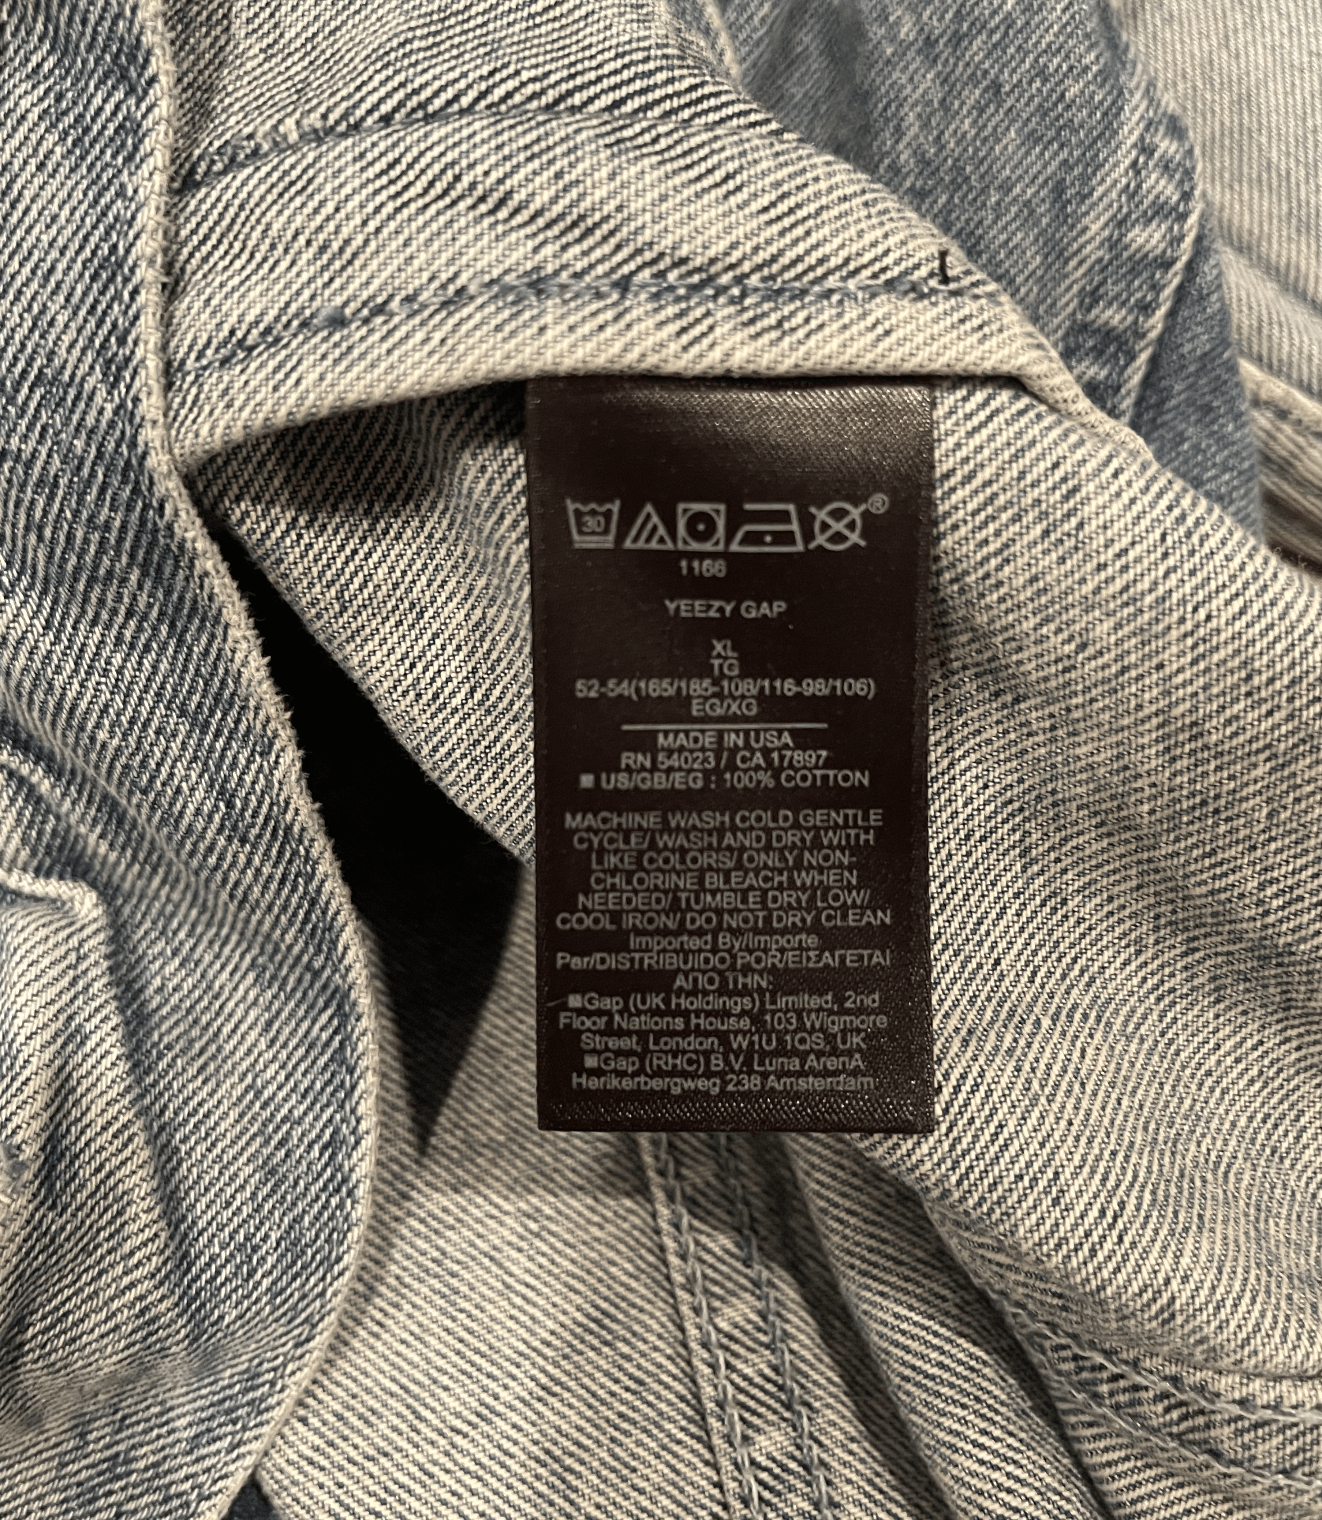 30
®
1166
YEEZY GAP
XL
TG
52-54(165/185-108/116-98/106)
EG/XG
MADE IN USA
RN 54023 / CA 17897
■ US/GB/EG : 100% COTTON
MACHINE WASH COLD GENTLE
CYCLE/ WASH AND DRY WITH
LIKE COLORS/ ONLY NON-
CHLORINE BLEACH WHEN
NEEDED/ TUMBLE DRY LOW/
COOL IRON/ DO NOT DRY CLEAN
Imported By/Importe
Par/DISTRIBUIDO POR/ΕΙΣΑΓΕΤΑΙ
ΑΠΟ ΤΗΝ:
■Gap (UK Holdings) Limited, 2nd
Floor Nations House, 103 Wigmore
Street, London, W1U 1QS, UK
■Gap (RHC) B.V. Luna ArenA
Herikerbergweg 238 Amsterdam